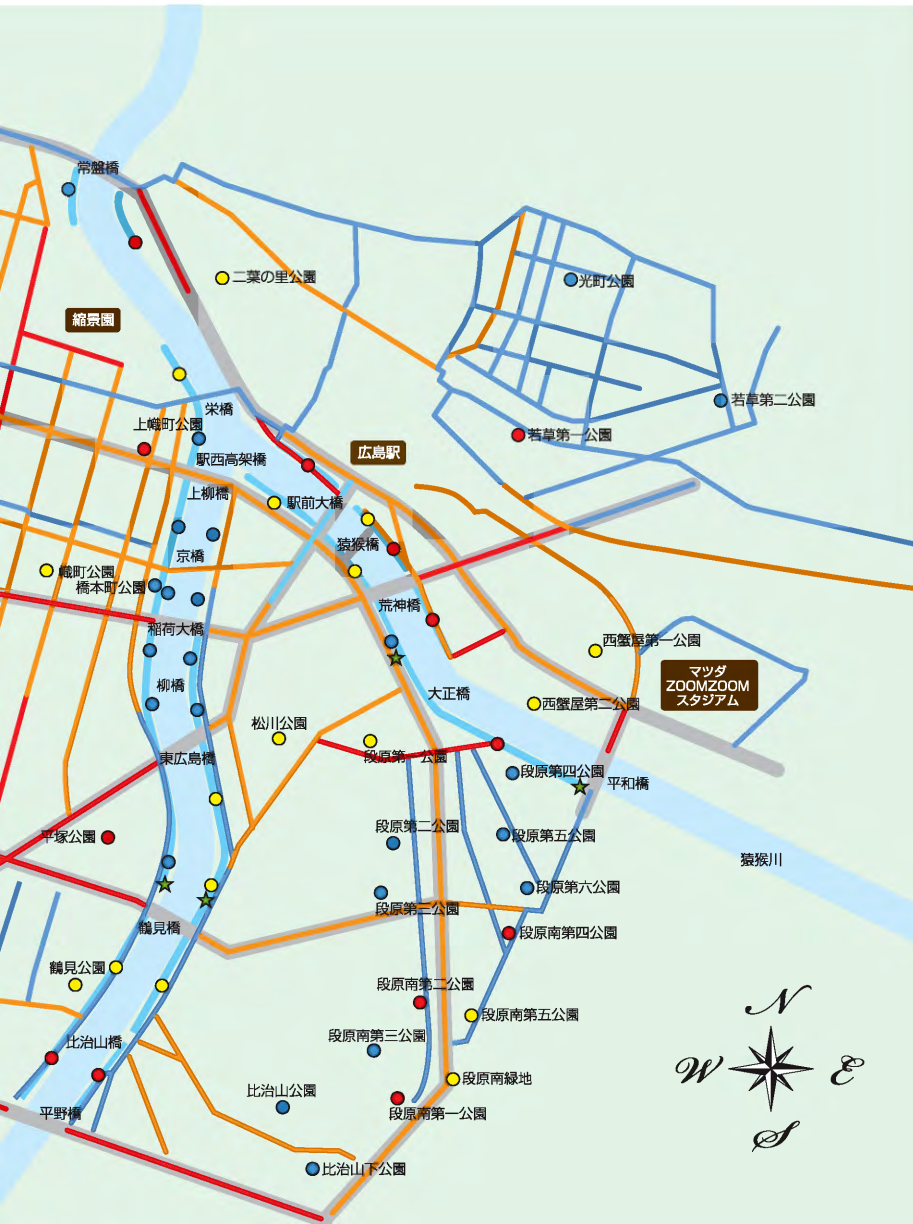 常盤橋
二葉の里公園
光町公園
縮景園
若草第二公園
栄橋
上幟町公園
若草第一公園
広島駅
駅西高架橋
上柳橋
駅前大橋
猿猴橋
京橋
幟町公園
橋本町公園
荒神橋
稲荷大橋
西蟹屋第一公園
マツダ
ZOOMZOOM
スタジアム
柳橋
大正橋
西蟹屋第二公園
松川公園
東広島橋
段原第一公園
段原第四公園
平和橋
段原第二公園
段原第五公園
平塚公園
猿猴川
段原第六公園
段原第三公園
鶴見橋
段原南第四公園
鶴見公園
段原南第二公園
段原南第五公園
N
比治山橋
段原南第三公園
W
E
段原南緑地
比治山公園
平野橋
段原南第一公園
S
比治山下公園